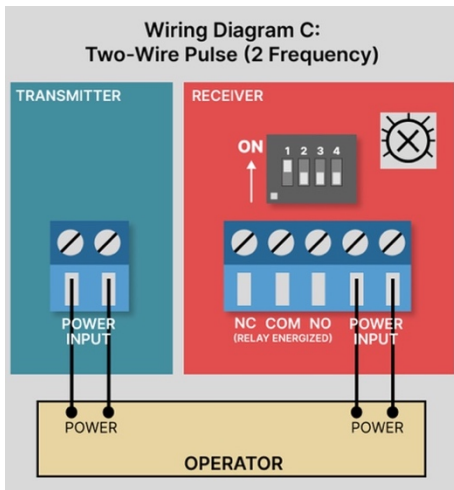 Wiring Diagram C:
Two-Wire Pulse (2 Frequency)
TRANSMITTER
RECEIVER
ON
1 2 3 4
POWER
INPUT
NC COM NO POWER
(RELAY ENERGIZED) INPUT
POWER
POWER
OPERATOR